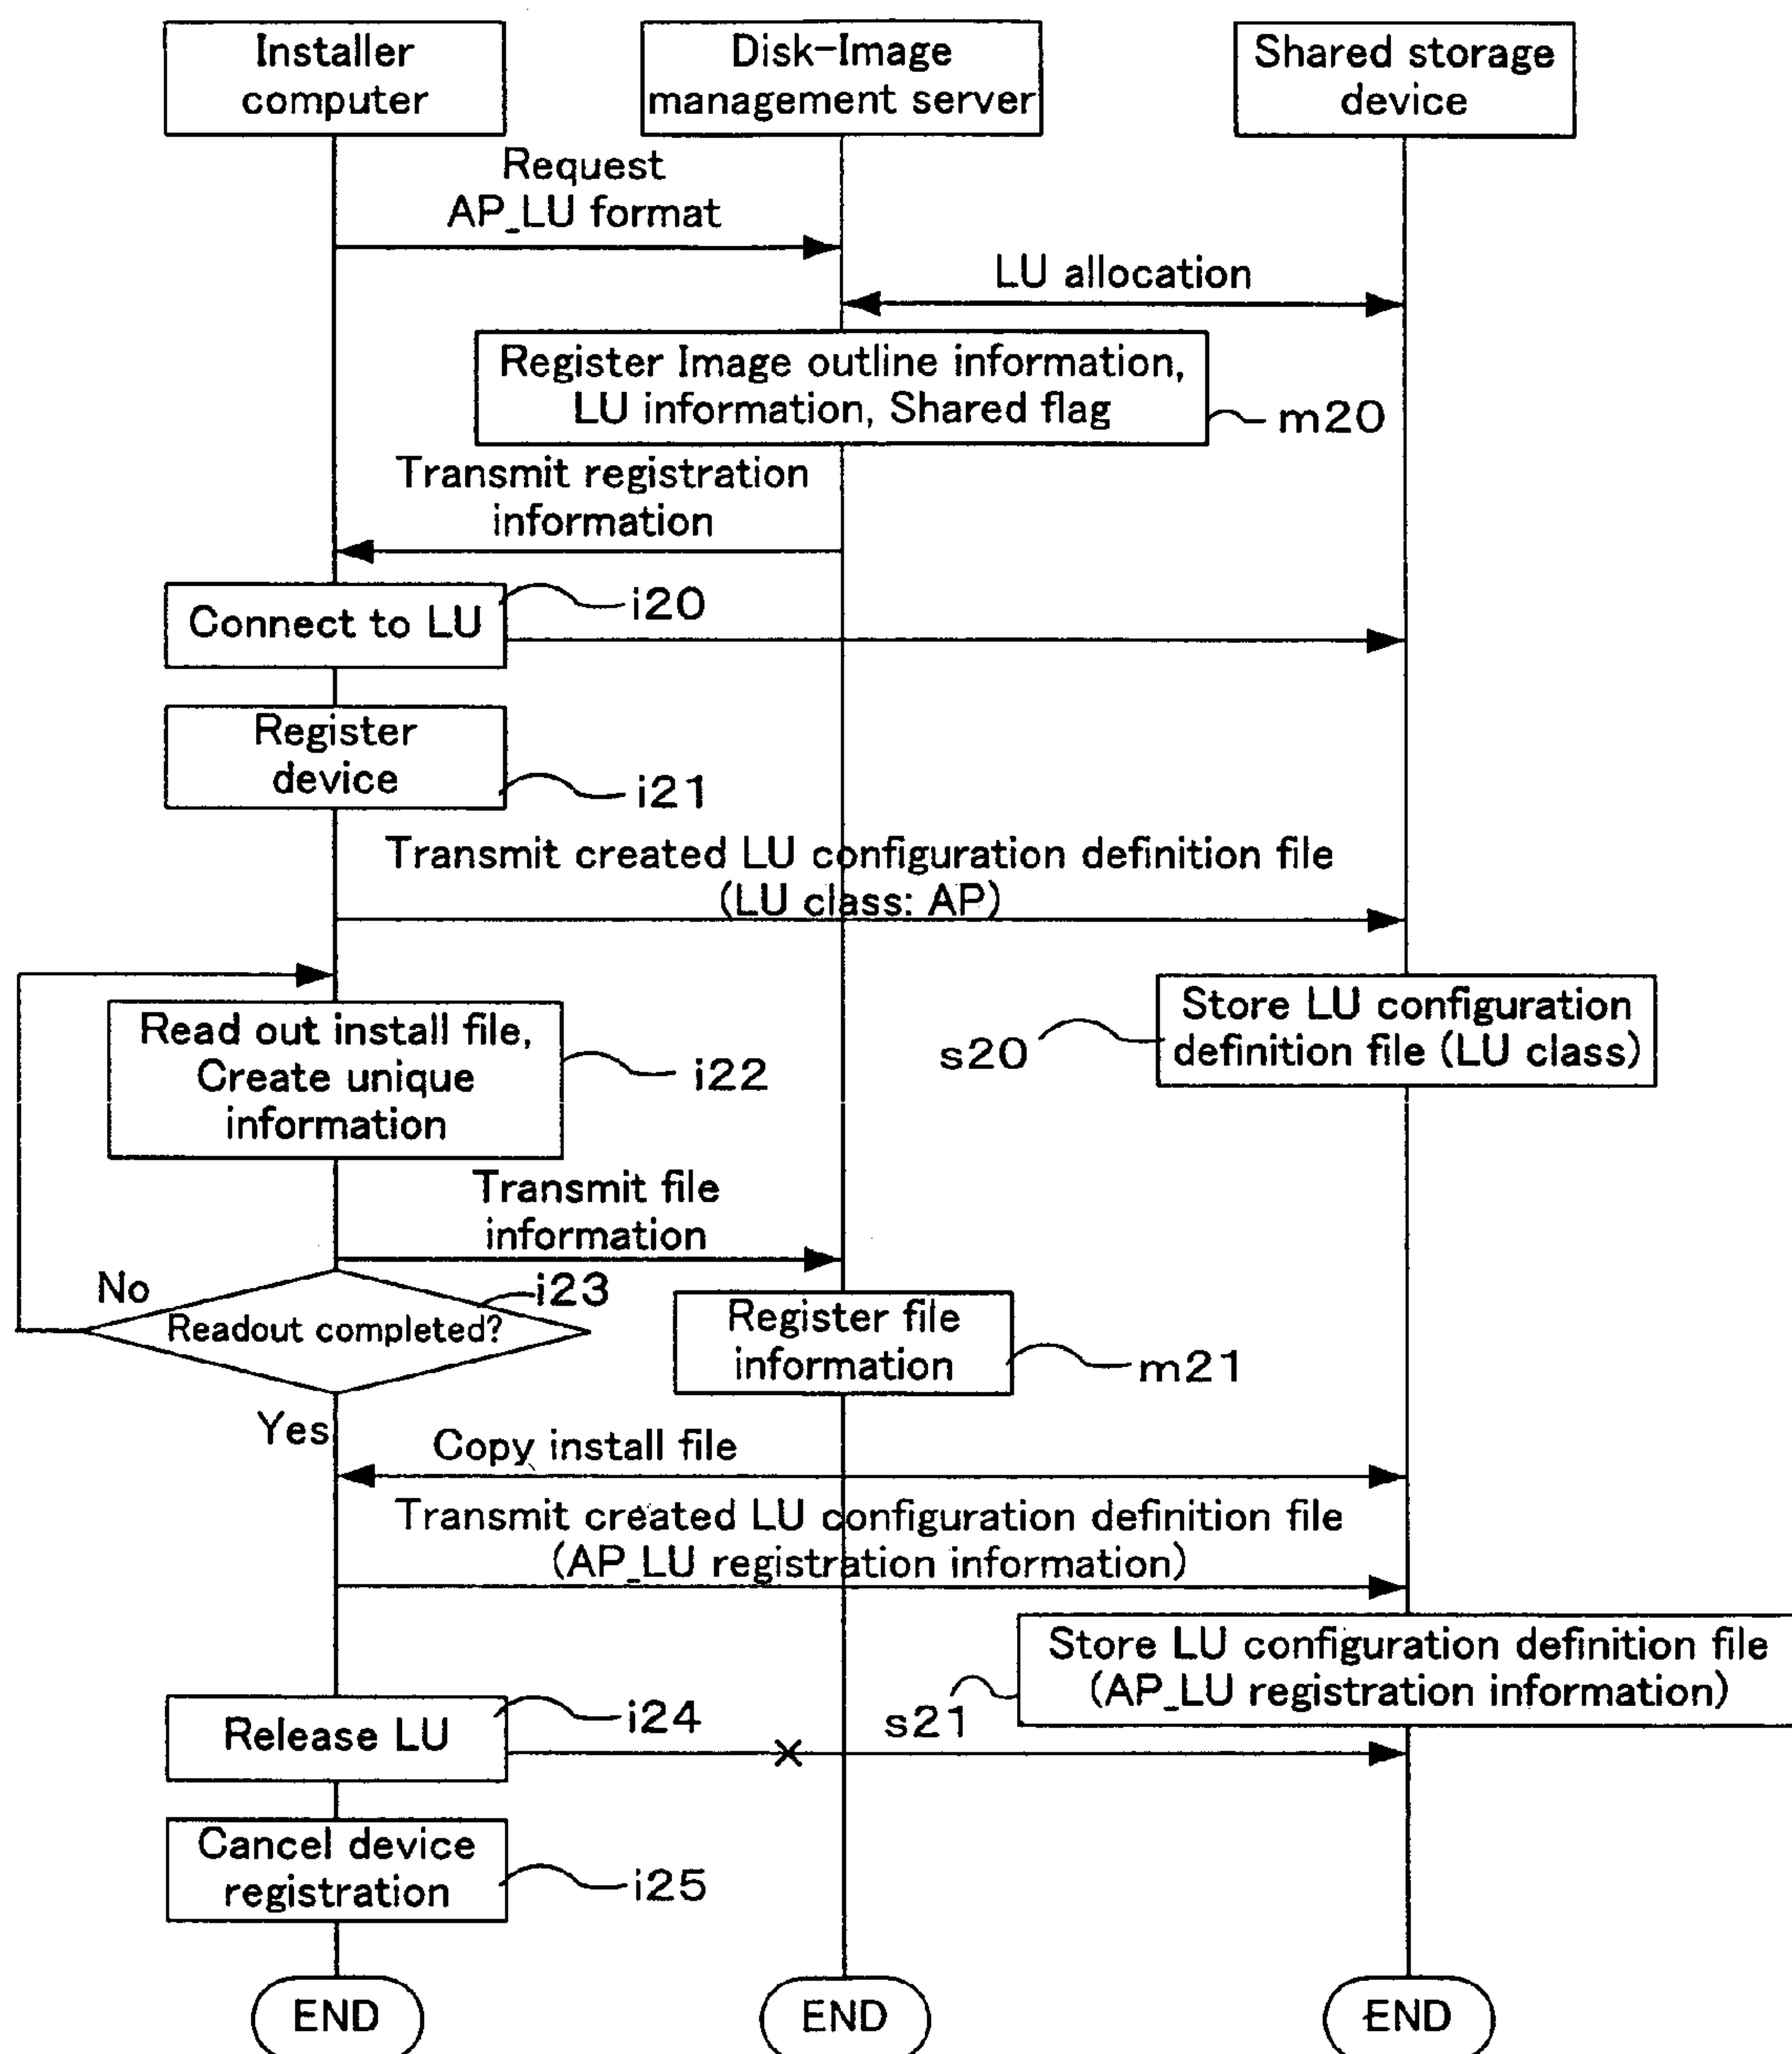 Installer
computer
Disk-Image
management server
Shared storage
device
Request
AP_LU format
LU allocation
Register Image outline information,
LU information, Shared flag
m20
Transmit registration
information
Connect to LU
i20
Register
device
i21
Transmit created LU configuration definition file
(LU class: AP)
Read out install file,
Create unique
information
i22
s20
Store LU configuration
definition file (LU class)
Transmit file
information
No
i23
Readout completed?
Register file
information
m21
Yes
Copy install file
Transmit created LU configuration definition file
(AP_LU registration information)
Store LU configuration definition file
(AP_LU registration information)
s21
Release LU
i24
Cancel device
registration
i25
END
END
END